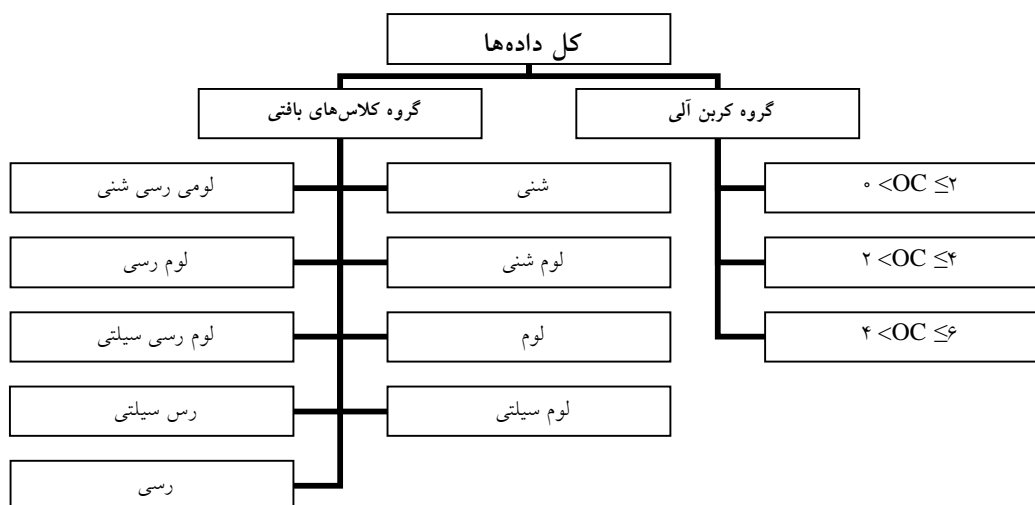 کل داده‌ها
گروه کربن آلی
گروه کلاس‌های بافتی
۰ <OC ≤۲
۲ <OC ≤۴
۴ <OC ≤۶
شنی
لوم شنی
لوم
لوم سیلتی
لومی رسی شنی
لوم رسی
لوم رسی سیلتی
رس سیلتی
رسی